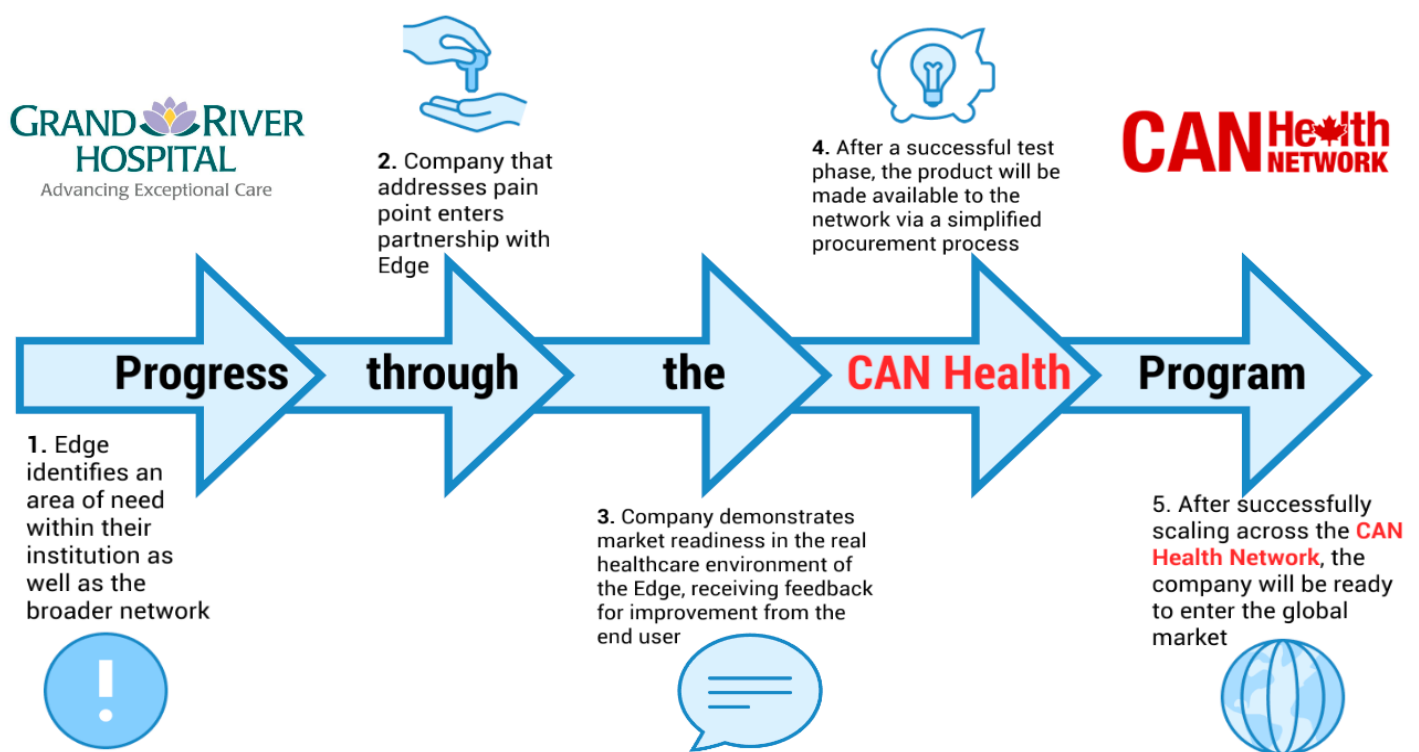 GRAND RIVER
HOSPITAL
Advancing Exceptional Care
CAN Health
NETWORK
Progress through the CAN Health Program
1. Edge
identifies an
area of need
within their
institution as
well as the
broader network
!
2. Company that
addresses pain
point enters
partnership with
Edge
3. Company demonstrates
market readiness in the real
healthcare environment of
the Edge, receiving feedback
for improvement from the
end user
4. After a successful test
phase, the product will be
made available to the
network via a simplified
procurement process
5. After successfully
scaling across the CAN
Health Network, the
company will be ready
to enter the global
market